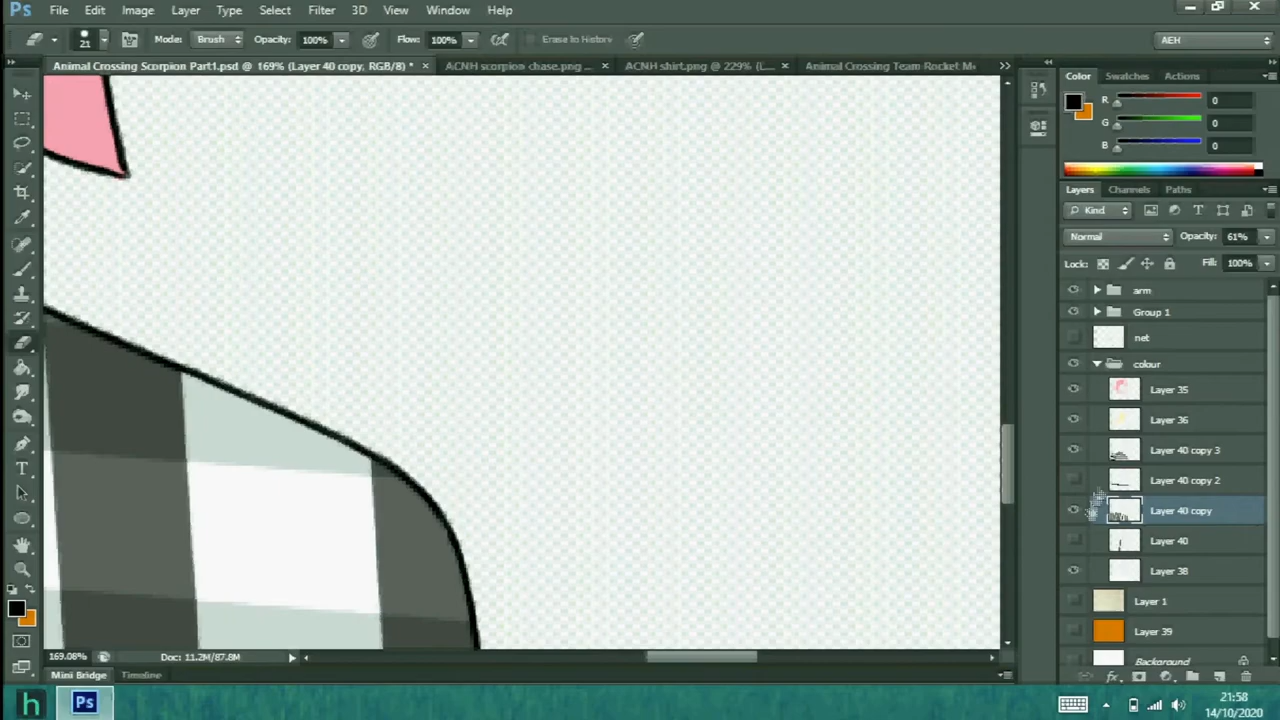 Ps File Edit Image Layer Type Select Filter 3D View Window Help
21 Mode: Brush Opacity: 100% Flow: 100% Erase to History AEH
Animal Crossing Scorpion Part1.psd @ 169% (Layer 40 copy, RGB/8) * × ACNH scorpion chase.png ... × ACNH shirt.png @ 229% (L... × Animal Crossing Team Rocket M
Color Swatches Actions
R 0
G 0
B 0
Layers Channels Paths
Kind
Normal Opacity: 61%
Lock: Fill: 100%
arm
Group 1
net
colour
Layer 35
Layer 36
Layer 40 copy 3
Layer 40 copy 2
Layer 40 copy
Layer 40
Layer 38
Layer 1
Layer 39
Background
169.08% Doc: 11.2M/87.8M
Mini Bridge Timeline
h Ps 21:58
14/10/2020